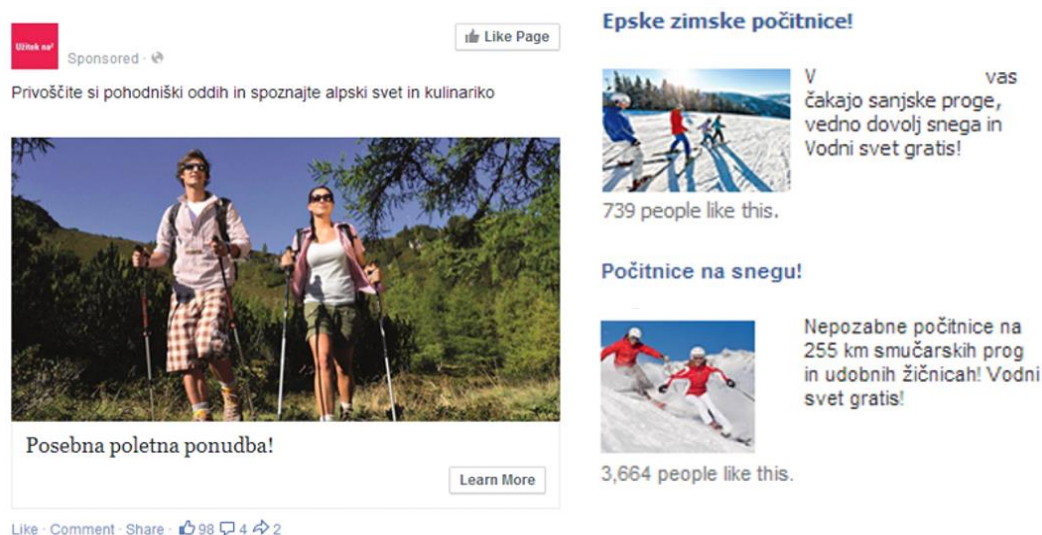 Užitek na²
Sponsored ·
Like Page
Privoščite si pohodniški oddih in spoznajte alpski svet in kulinariko
Posebna poletna ponudba!
Learn More
Like · Comment · Share · 98 4 2
Epske zimske počitnice!
V vas
čakajo sanjske proge,
vedno dovolj snega in
Vodni svet gratis!
739 people like this.
Počitnice na snegu!
Nepozabne počitnice na
255 km smučarskih prog
in udobnih žičnicah! Vodni
svet gratis!
3,664 people like this.